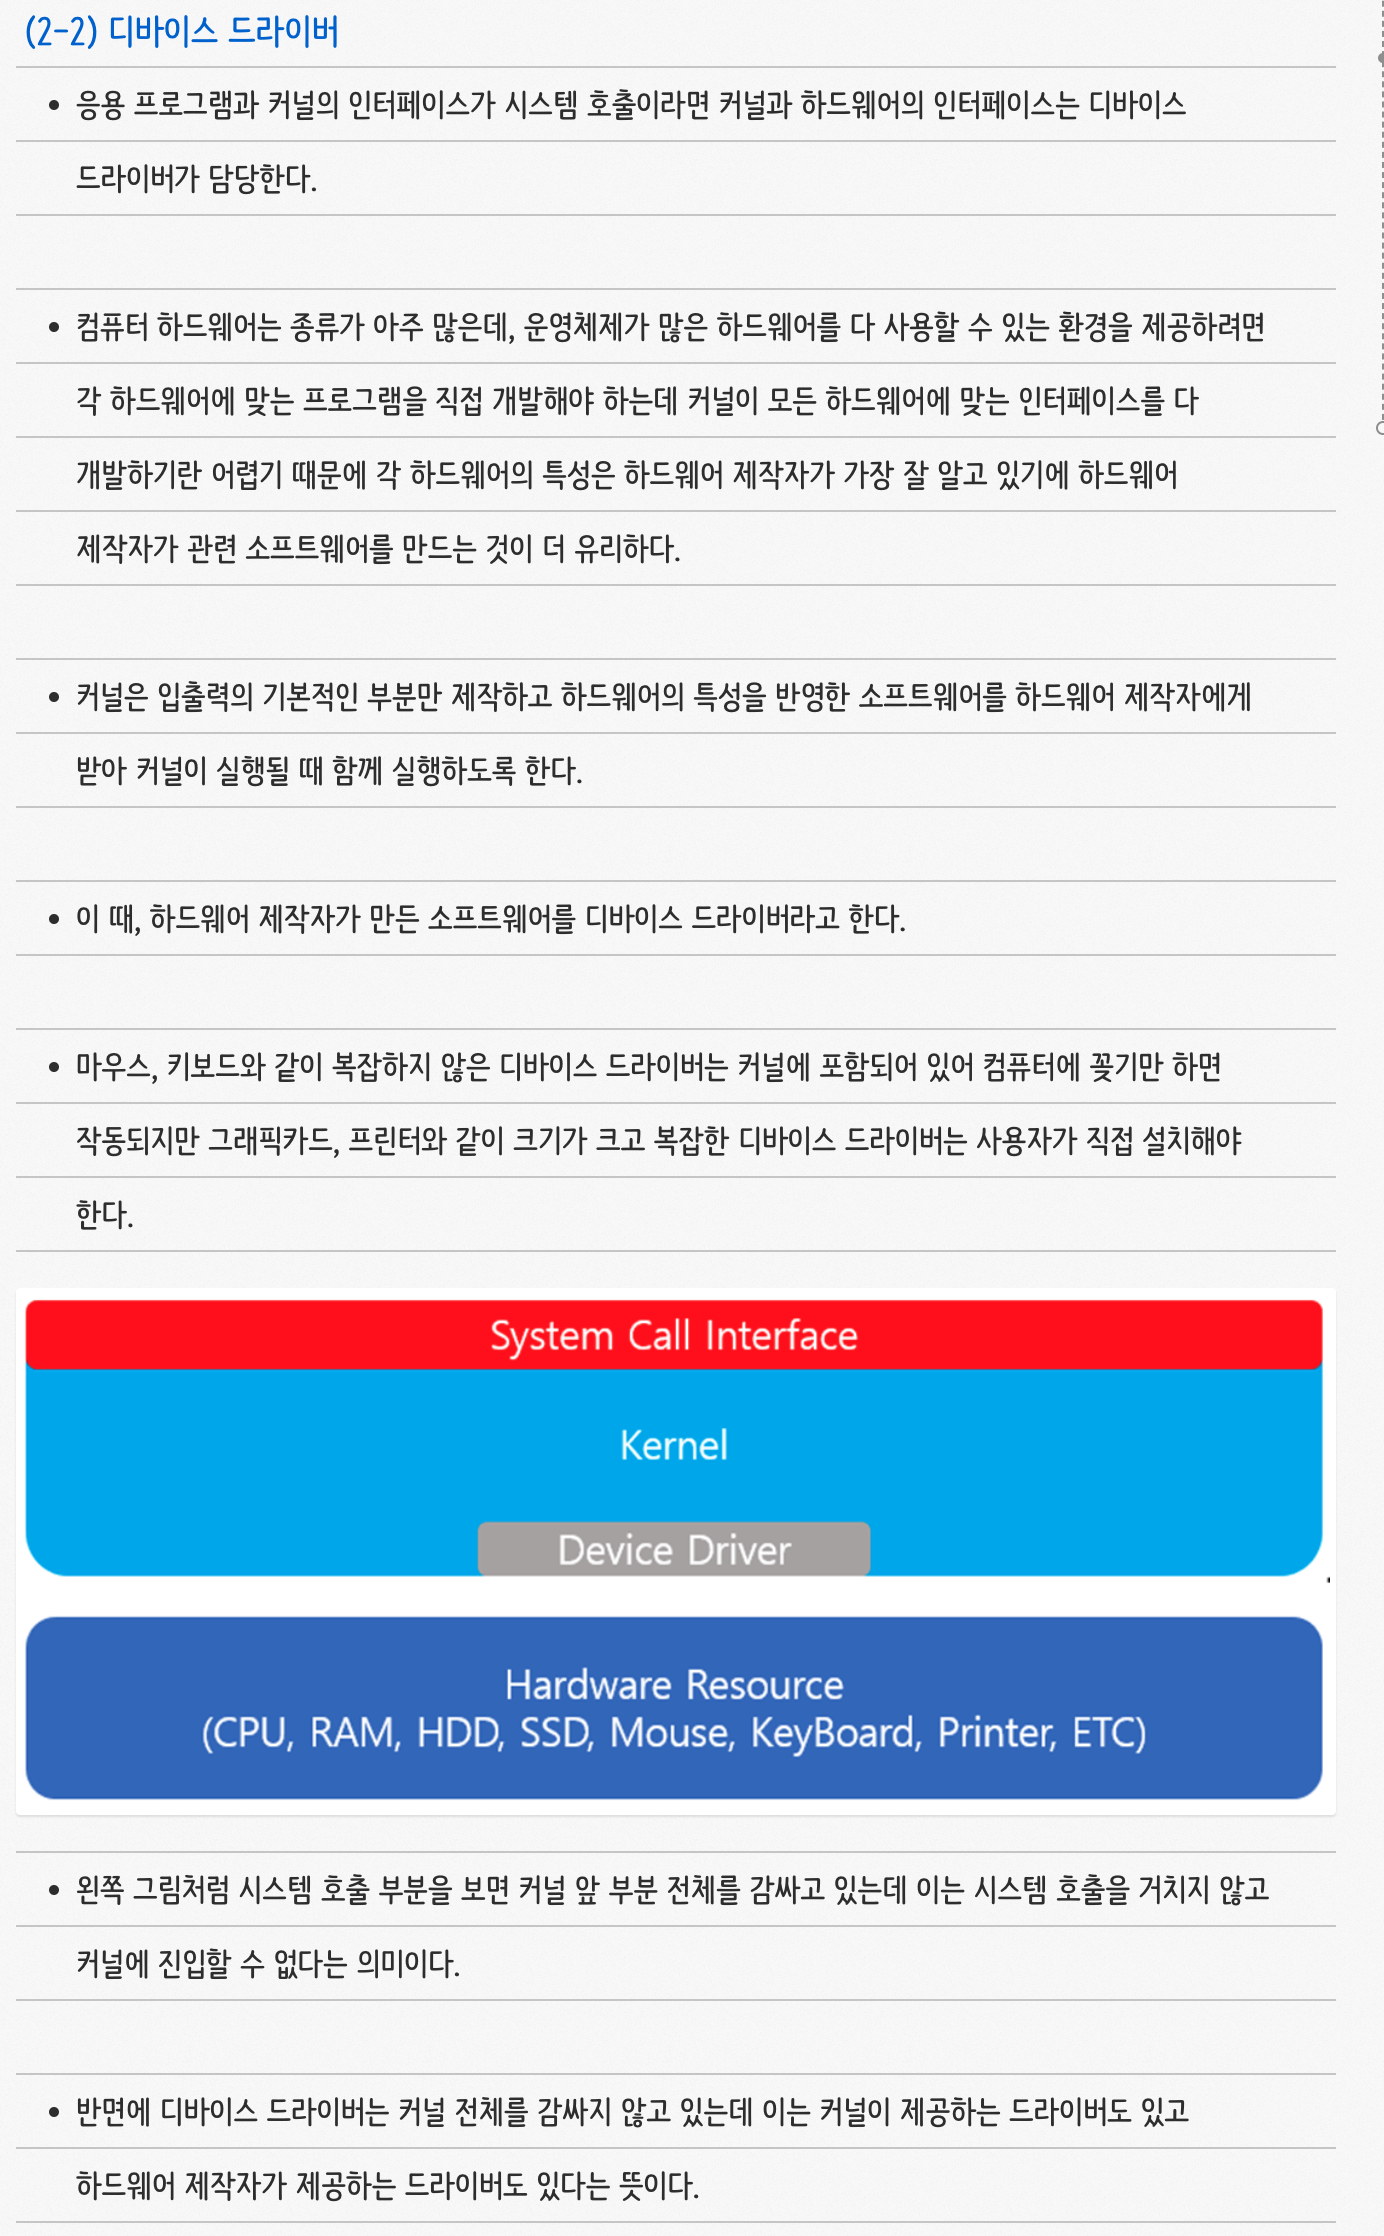 (2-2) 디바이스 드라이버
• 응용 프로그램과 커널의 인터페이스가 시스템 호출이라면 커널과 하드웨어의 인터페이스는 디바이스
드라이버가 담당한다.
• 컴퓨터 하드웨어는 종류가 아주 많은데, 운영체제가 많은 하드웨어를 다 사용할 수 있는 환경을 제공하려면
각 하드웨어에 맞는 프로그램을 직접 개발해야 하는데 커널이 모든 하드웨어에 맞는 인터페이스를 다
개발하기란 어렵기 때문에 각 하드웨어의 특성은 하드웨어 제작자가 가장 잘 알고 있기에 하드웨어
제작자가 관련 소프트웨어를 만드는 것이 더 유리하다.
• 커널은 입출력의 기본적인 부분만 제작하고 하드웨어의 특성을 반영한 소프트웨어를 하드웨어 제작자에게
받아 커널이 실행될 때 함께 실행하도록 한다.
• 이 때, 하드웨어 제작자가 만든 소프트웨어를 디바이스 드라이버라고 한다.
• 마우스, 키보드와 같이 복잡하지 않은 디바이스 드라이버는 커널에 포함되어 있어 컴퓨터에 꽂기만 하면
작동되지만 그래픽카드, 프린터와 같이 크기가 크고 복잡한 디바이스 드라이버는 사용자가 직접 설치해야
한다.
System Call Interface
Kernel
Device Driver
Hardware Resource
(CPU, RAM, HDD, SSD, Mouse, KeyBoard, Printer, ETC)
• 왼쪽 그림처럼 시스템 호출 부분을 보면 커널 앞 부분 전체를 감싸고 있는데 이는 시스템 호출을 거치지 않고
커널에 진입할 수 없다는 의미이다.
• 반면에 디바이스 드라이버는 커널 전체를 감싸지 않고 있는데 이는 커널이 제공하는 드라이버도 있고
하드웨어 제작자가 제공하는 드라이버도 있다는 뜻이다.